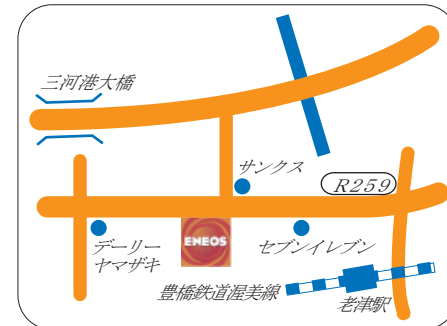 三河港大橋
サンクス
R259
ENEOS
デーリー
ヤマザキ
セブンイレブン
豊橋鉄道渥美線
老津駅